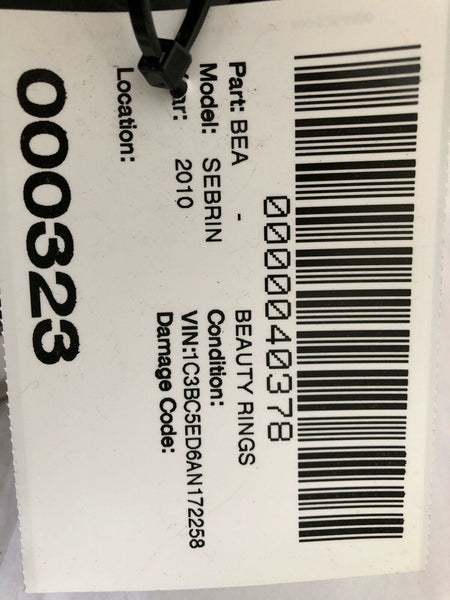 0000040378
Part: BEA - BEAUTY RINGS
Model: SEBRIN Condition:
ar: 2010 VIN:1C3BC5ED6AN172258
Damage Code:
Location:
000323